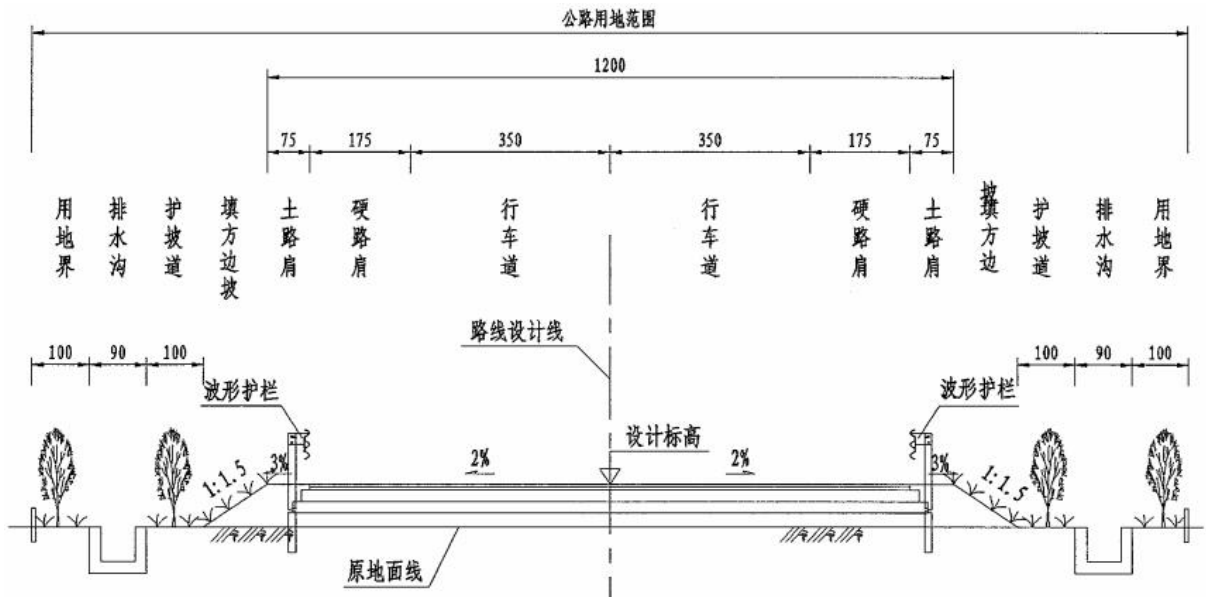 公路用地范围
1200
75 175 350 350 175 75
用地界
排水沟
护坡道
填方边坡
土路肩
硬路肩
行车道
行车道
硬路肩
土路肩
坡
填方边
护坡道
排水沟
用地界
路线设计线
100 90 100
100 90 100
波形护栏
波形护栏
设计标高
1:1.5
3%
2%
2%
3%
1:1.5
原地面线